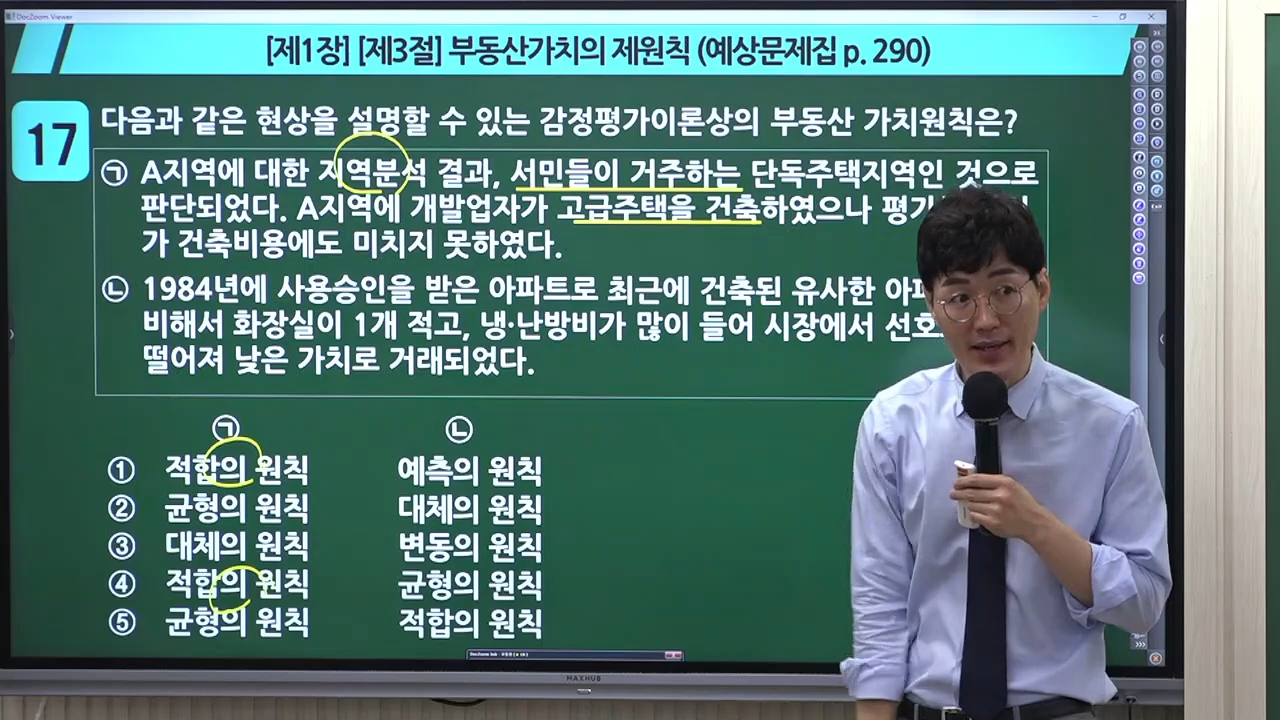 DocZoom Viewer
[제1장] [제3절] 부동산가치의 제원칙 (예상문제집 p. 290)
17 다음과 같은 현상을 설명할 수 있는 감정평가이론상의 부동산 가치원칙은?
㉠ A지역에 대한 지역분석 결과, 서민들이 거주하는 단독주택지역인 것으로
판단되었다. A지역에 개발업자가 고급주택을 건축하였으나 평가
가 건축비용에도 미치지 못하였다.
㉡ 1984년에 사용승인을 받은 아파트로 최근에 건축된 유사한
비해서 화장실이 1개 적고, 냉·난방비가 많이 들어 시장에서
떨어져 낮은 가치로 거래되었다.
㉠ ㉡
① 적합의 원칙 예측의 원칙
② 균형의 원칙 대체의 원칙
③ 대체의 원칙 변동의 원칙
④ 적합의 원칙 균형의 원칙
⑤ 균형의 원칙 적합의 원칙
MAXHUB